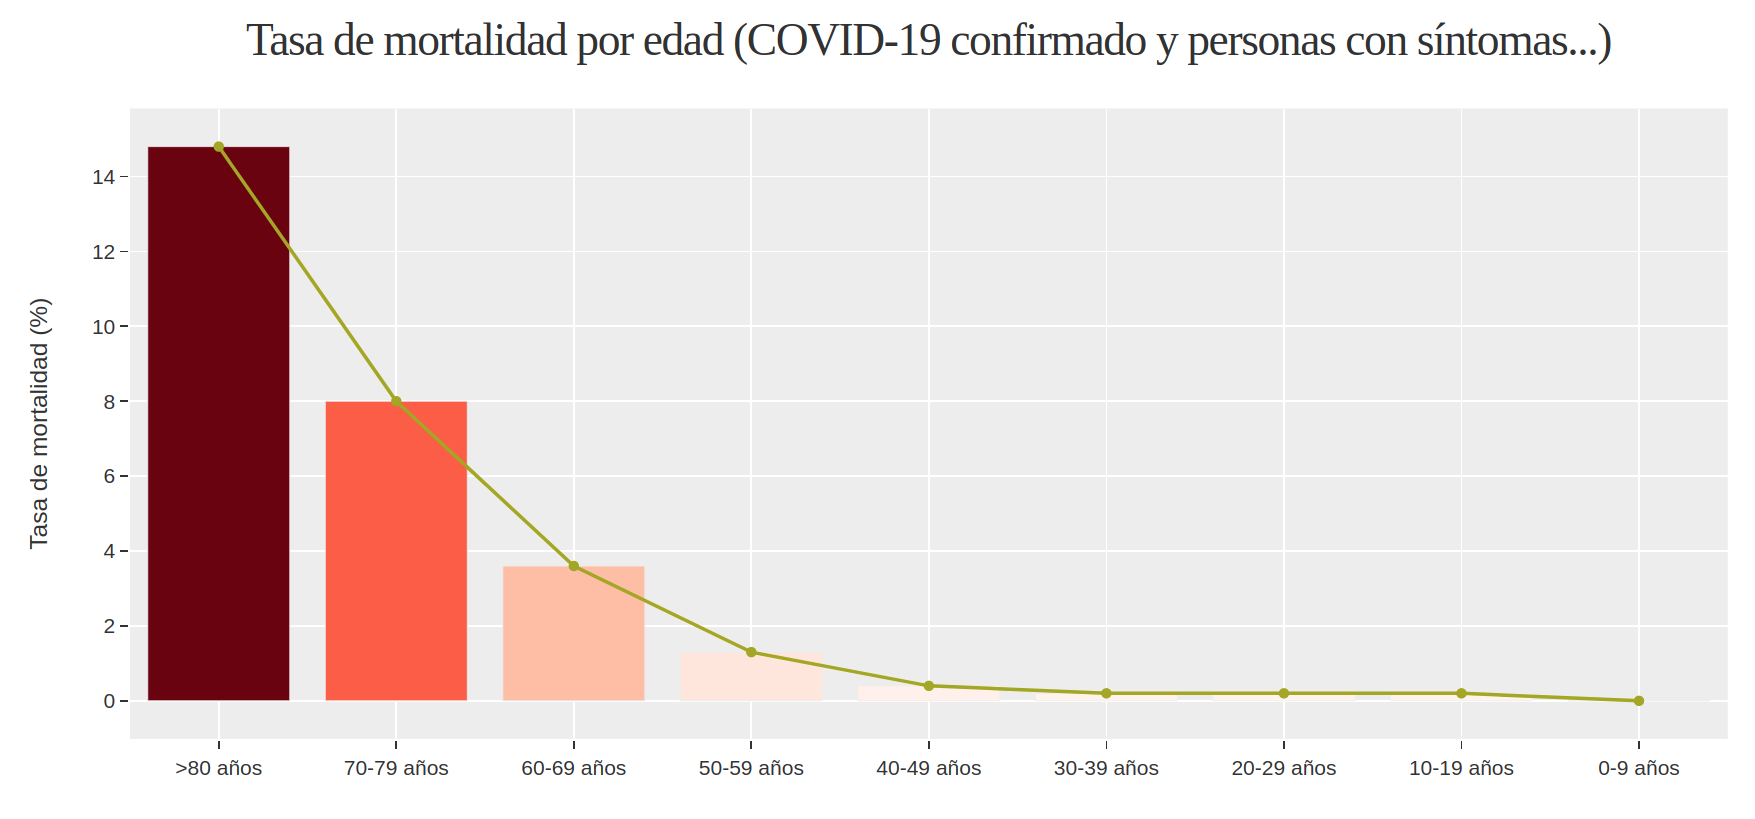 Tasa de mortalidad por edad (COVID-19 confirmado y personas con síntomas...)
Tasa de mortalidad (%)
14
12
10
8
6
4
2
0
>80 años 70-79 años 60-69 años 50-59 años 40-49 años 30-39 años 20-29 años 10-19 años 0-9 años